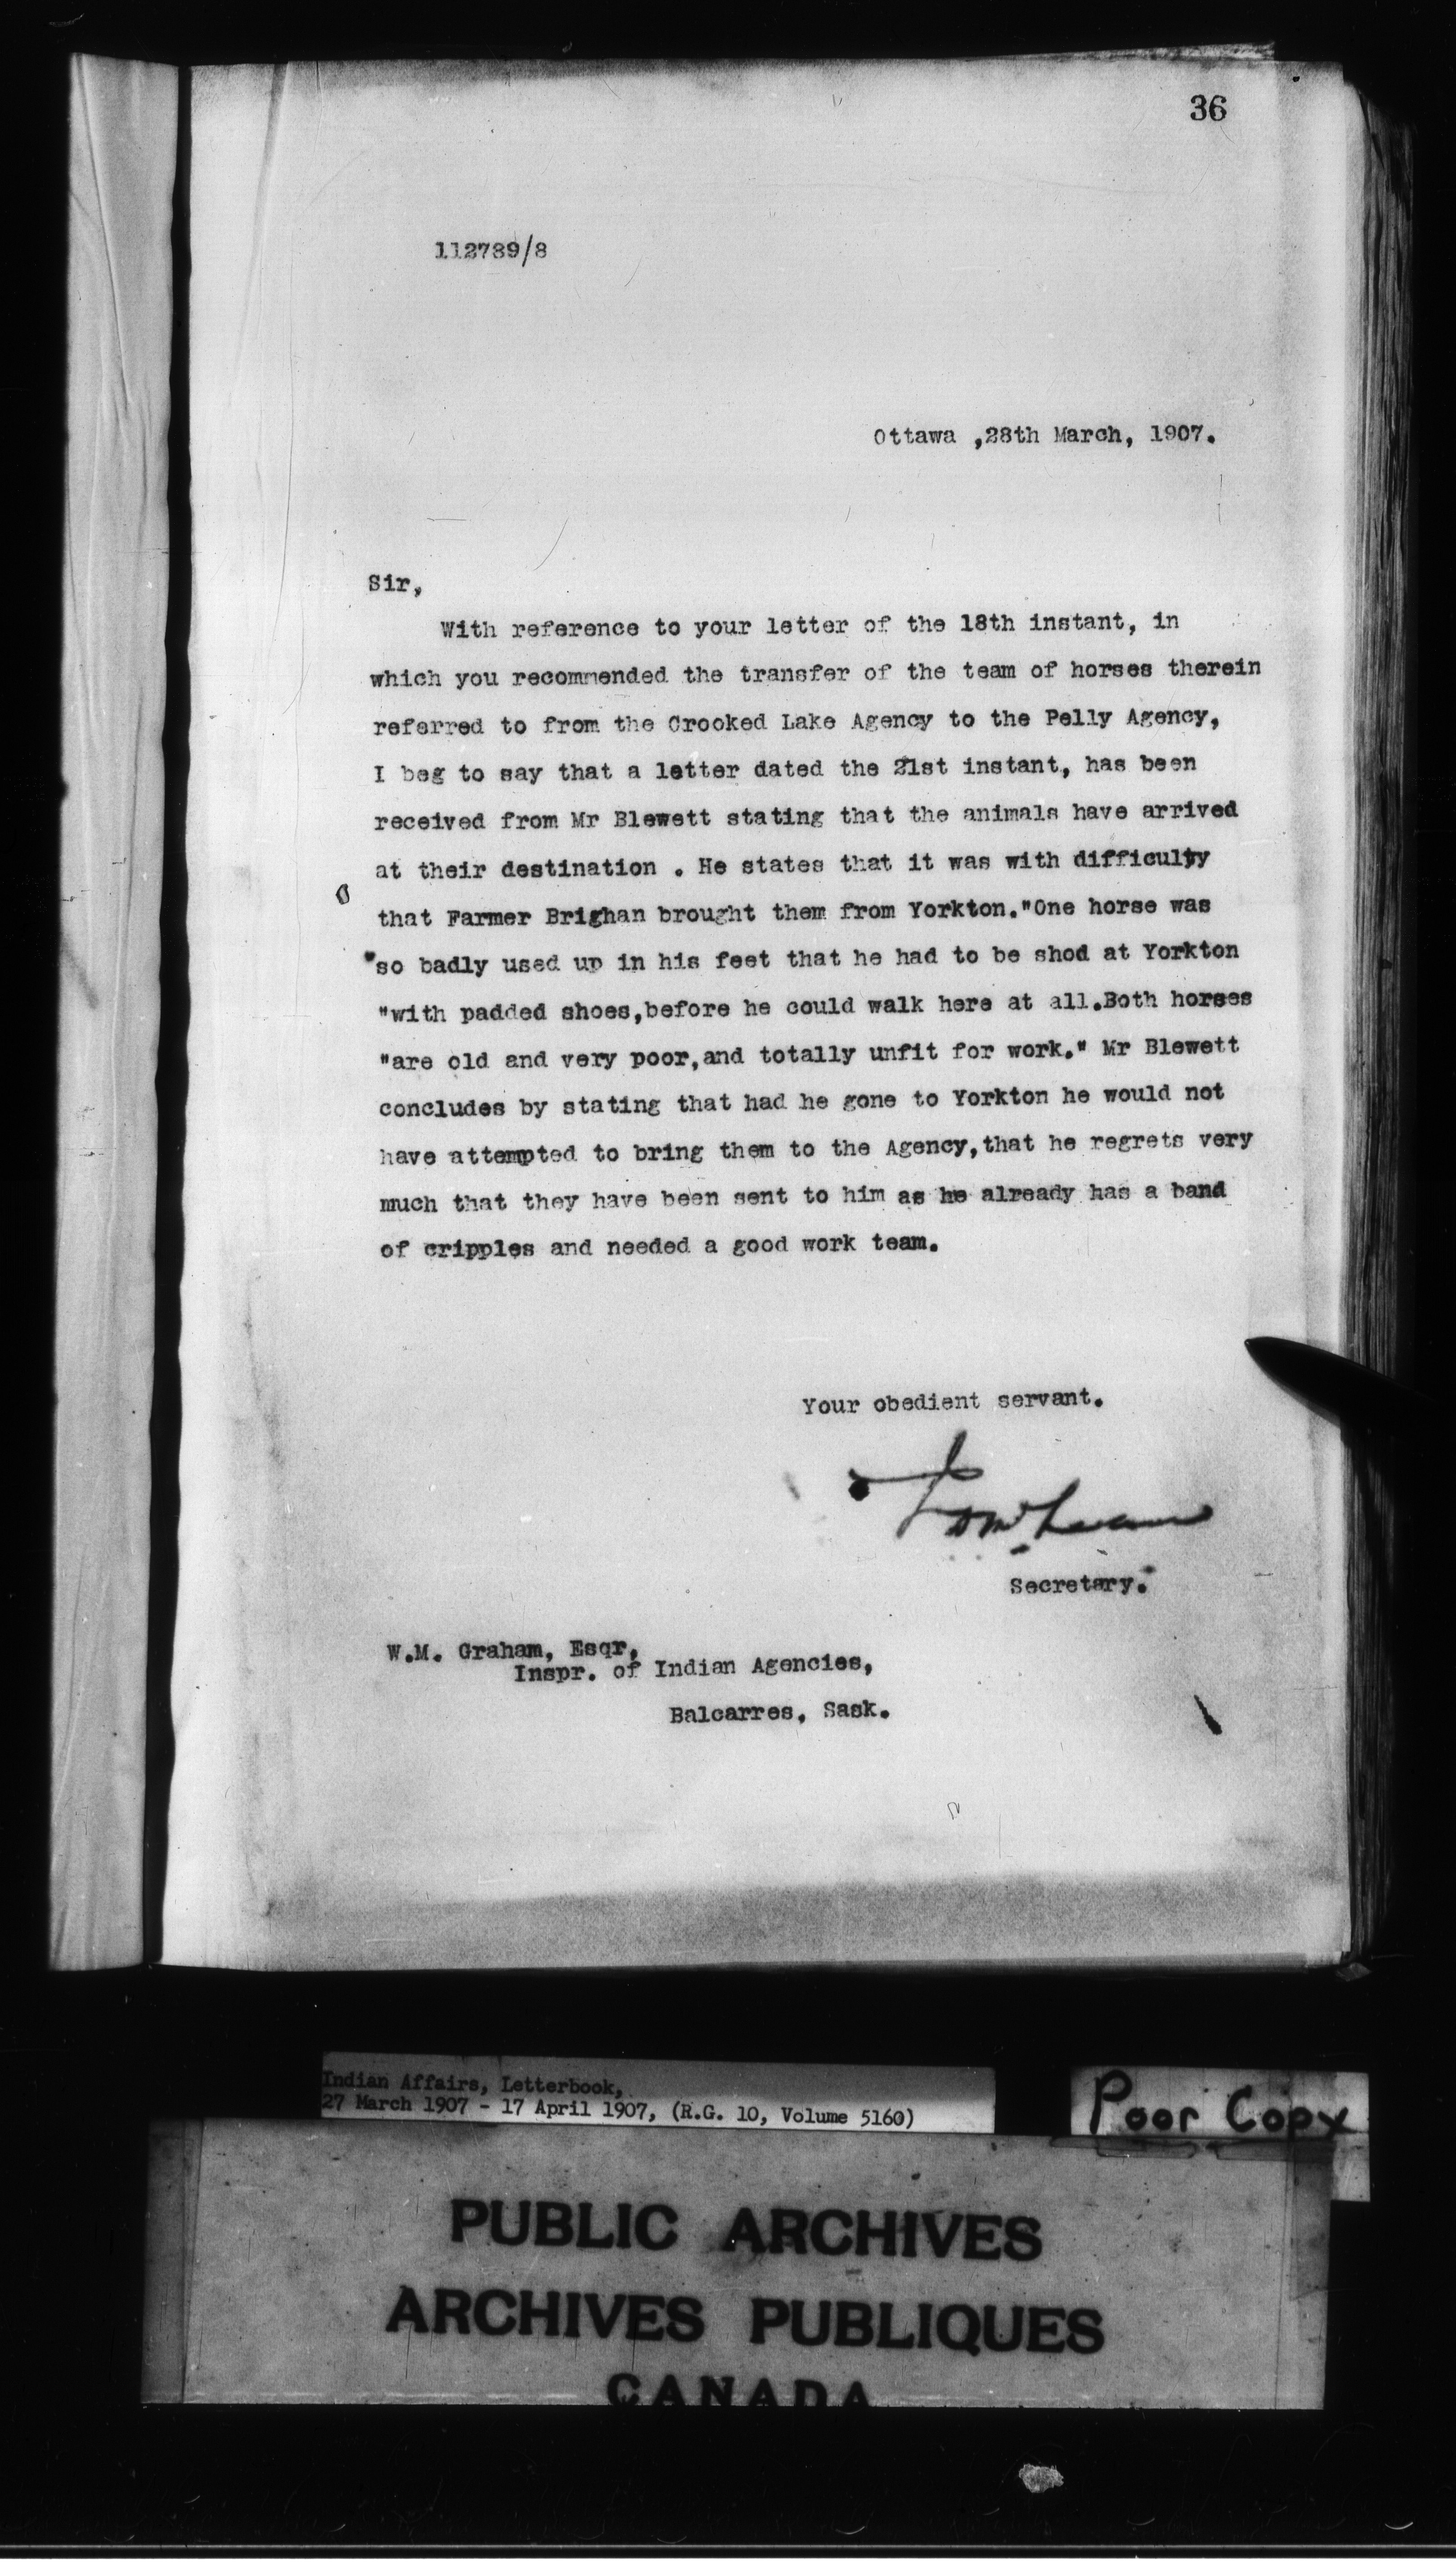 36
112789/8
Ottawa ,28th March, 1907.
Sir,
With reference to your letter of the 18th instant, in
which you recommended the transfer of the team of horses therein
referred to from the Crooked Lake Agency to the Pelly Agency,
I beg to say that a letter dated the 21st instant, has been
received from Mr Blewett stating that the animals have arrived
at their destination . He states that it was with difficulty
that Farmer Brighan brought them from Yorkton."One horse was
"so badly used up in his feet that he had to be shod at Yorkton
"with padded shoes,before he could walk here at all.Both horses
"are old and very poor,and totally unfit for work." Mr Blewett
concludes by stating that had he gone to Yorkton he would not
have attempted to bring them to the Agency,that he regrets very
much that they have been sent to him as he already has a band
of cripples and needed a good work team.
Your obedient servant.
Secretary.
W.M. Graham, Esqr,
Inspr. of Indian Agencies,
Balcarres, Sask.
Indian Affairs, Letterbook,
27 March 1907 - 17 April 1907, (R.G. 10, Volume 5160)
Poor Copy
PUBLIC ARCHIVES
ARCHIVES PUBLIQUES
CANADA